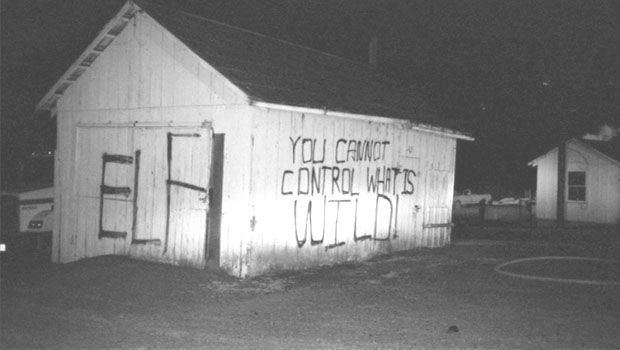 ELF
YOU CANNOT
CONTROL WHAT IS
WILD!